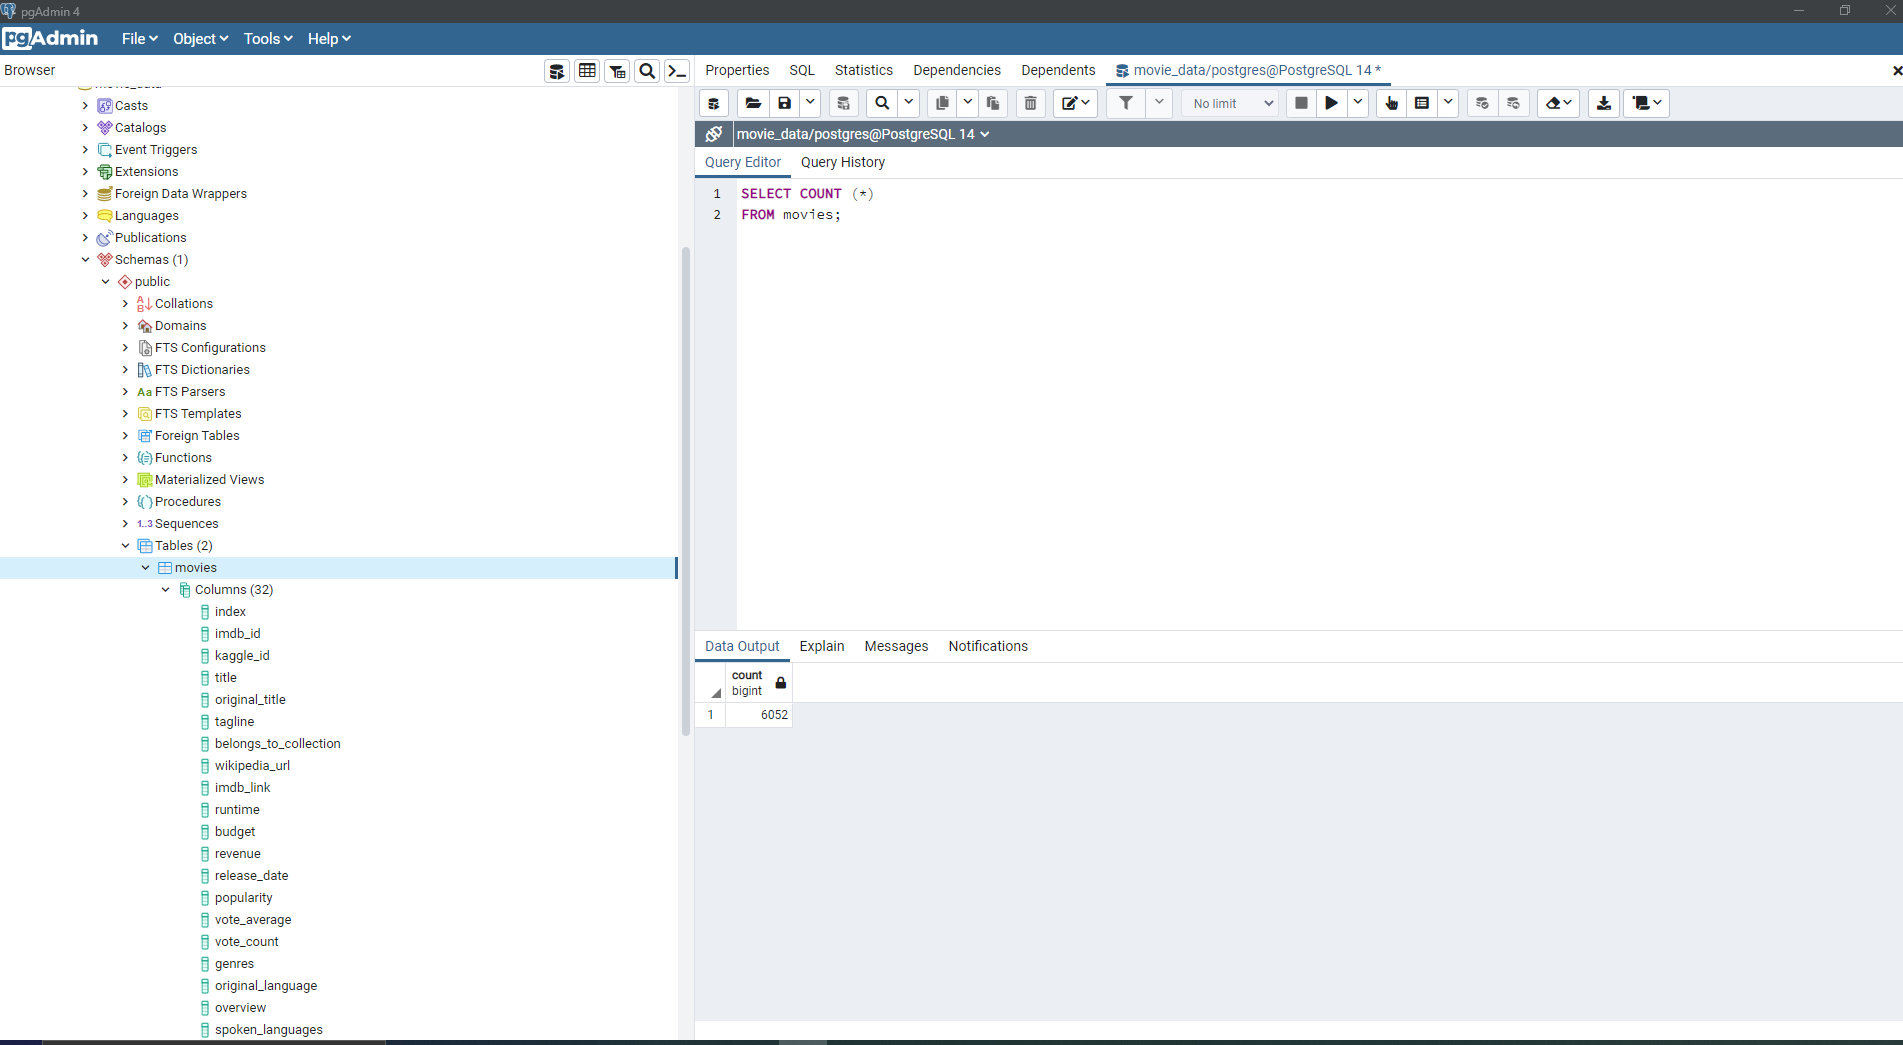 pgAdmin 4
pgAdmin File Object Tools Help
Browser
Properties SQL Statistics Dependencies Dependents movie_data/postgres@PostgreSQL 14 *
No limit
movie_data/postgres@PostgreSQL 14
Query Editor Query History
1 SELECT COUNT (*)
2 FROM movies;
Casts
Catalogs
Event Triggers
Extensions
Foreign Data Wrappers
Languages
Publications
Schemas (1)
public
Collations
Domains
FTS Configurations
FTS Dictionaries
Aa FTS Parsers
FTS Templates
Foreign Tables
Functions
Materialized Views
Procedures
1..3 Sequences
Tables (2)
movies
Columns (32)
index
imdb_id
kaggle_id
title
original_title
tagline
belongs_to_collection
wikipedia_url
imdb_link
runtime
budget
revenue
release_date
popularity
vote_average
vote_count
genres
original_language
overview
spoken_languages
Data Output Explain Messages Notifications
count
bigint
1 6052